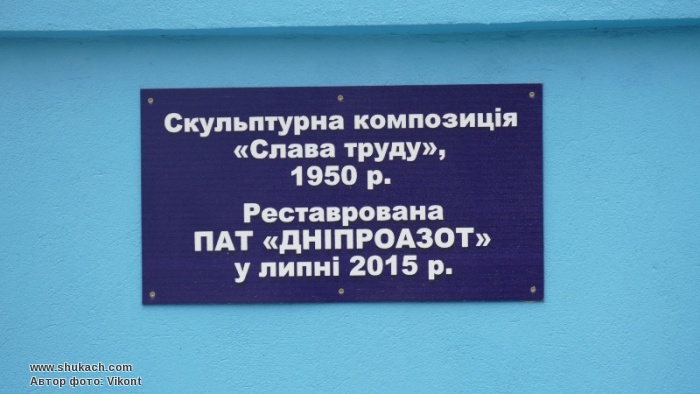 Скульптурна композиція
«Слава труду»,
1950 р.
Реставрована
ПАТ «ДНІПРОАЗОТ»
у липні 2015 р.
www.shukach.com
Автор фото: Vikont